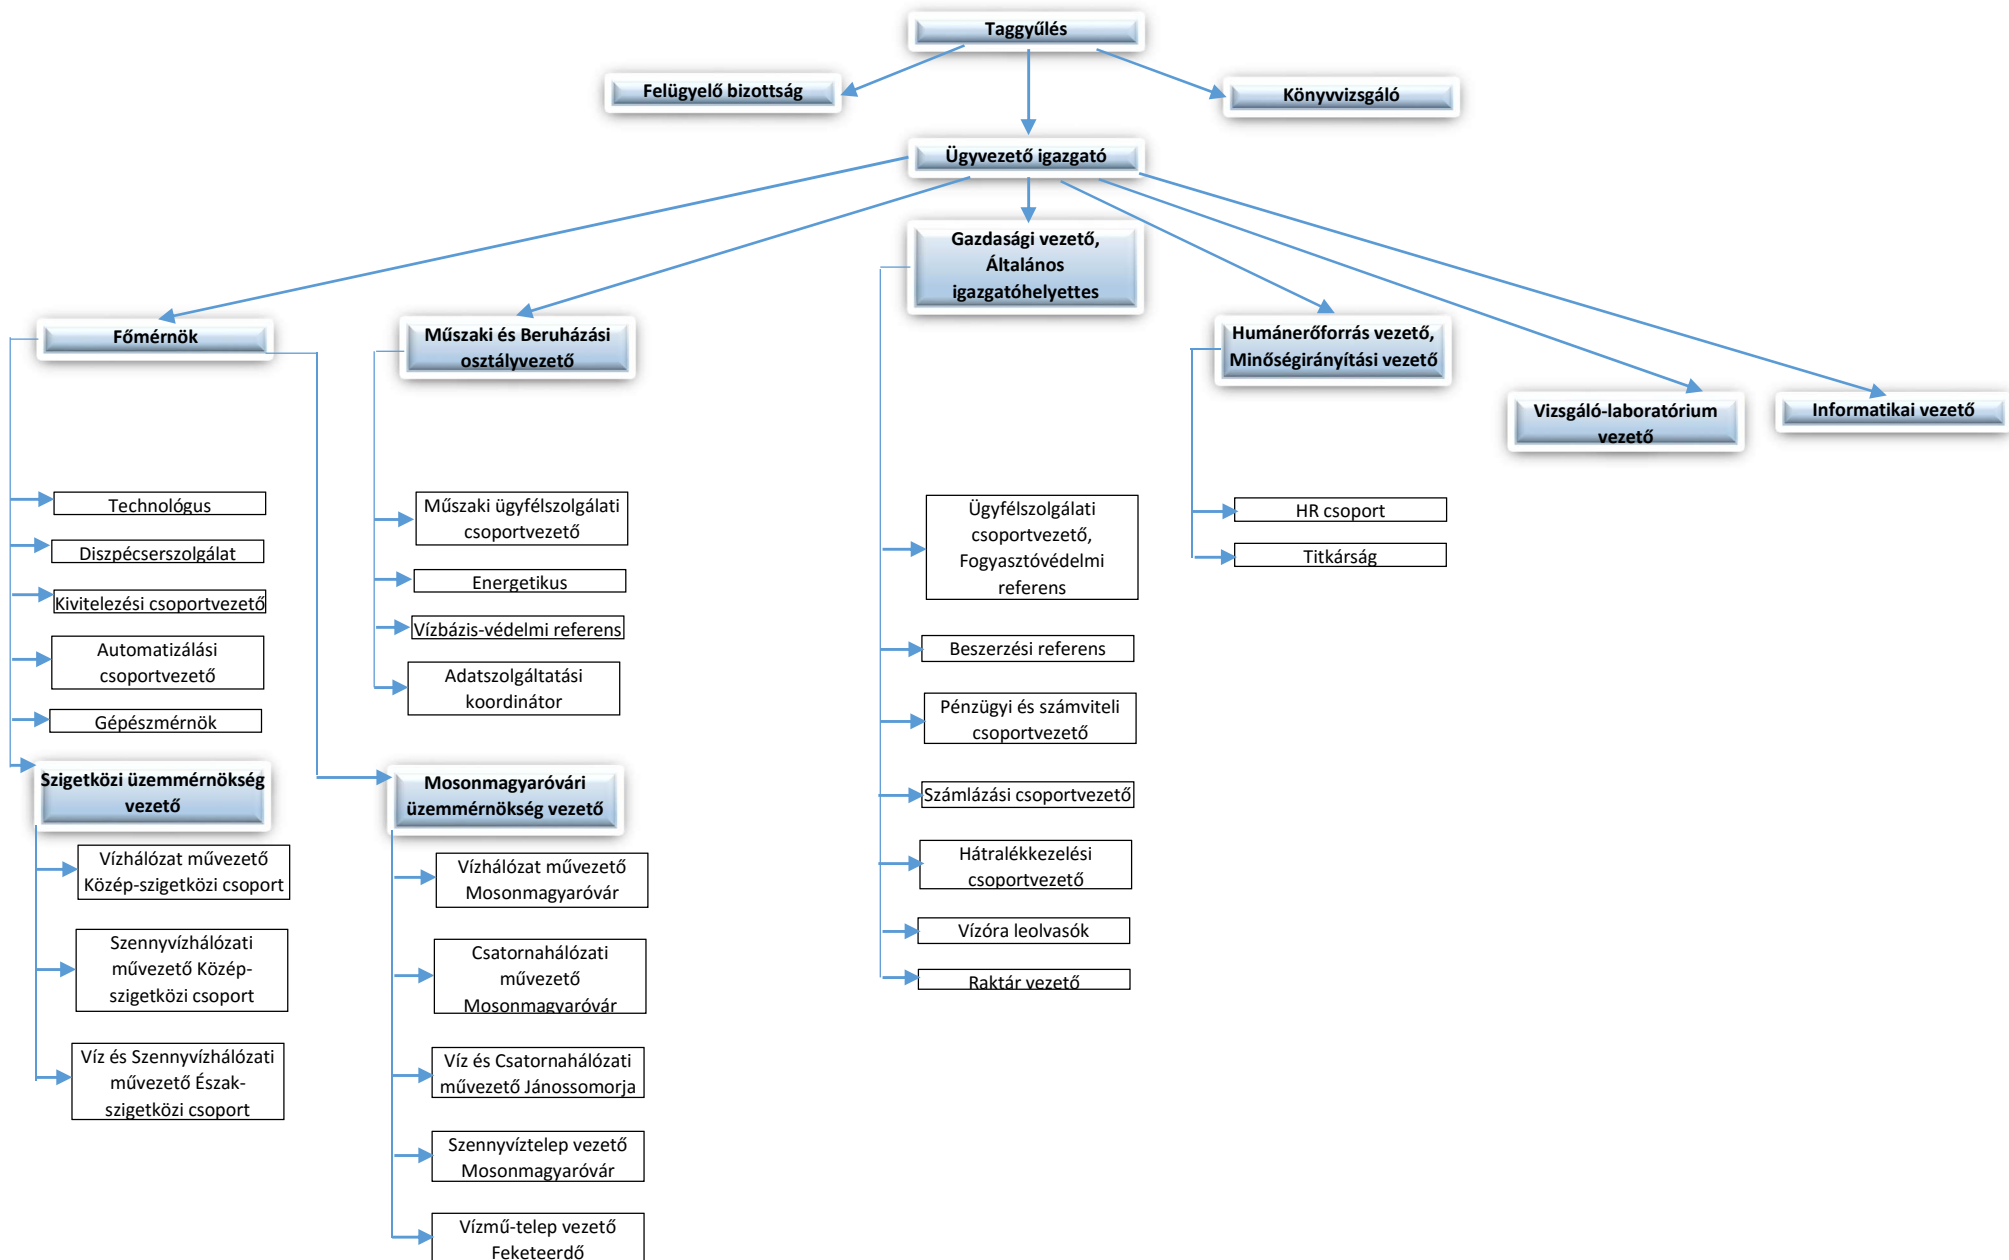 Taggyűlés
Felügyelő bizottság
Könyvvizsgáló
Ügyvezető igazgató
Gazdasági vezető,
Általános
igazgatóhelyettes
Főmérnök
Műszaki és Beruházási
osztályvezető
Humánerőforrás vezető,
Minőségirányítási vezető
Vizsgáló-laboratórium
vezető
Informatikai vezető
Technológus
Diszpécserszolgálat
Kivitelezési csoportvezető
Automatizálási
csoportvezető
Gépészmérnök
Műszaki ügyfélszolgálati
csoportvezető
Energetikus
Vízbázis-védelmi referens
Adatszolgáltatási
koordinátor
Ügyfélszolgálati
csoportvezető,
Fogyasztóvédelmi
referens
Beszerzési referens
Pénzügyi és számviteli
csoportvezető
Számlázási csoportvezető
Hátralékkezelési
csoportvezető
Vízóra leolvasók
Raktár vezető
HR csoport
Titkárság
Szigetközi üzemmérnökség
vezető
Vízhálózat művezető
Közép-szigetközi csoport
Szennyvízhálózati
művezető Közép-
szigetközi csoport
Víz és Szennyvízhálózati
művezető Észak-
szigetközi csoport
Mosonmagyaróvári
üzemmérnökség vezető
Vízhálózat művezető
Mosonmagyaróvár
Csatornahálózati
művezető
Mosonmagyaróvár
Víz és Csatornahálózati
művezető Jánossomorja
Szennyvíztelep vezető
Mosonmagyaróvár
Vízmű-telep vezető
Feketeerdő